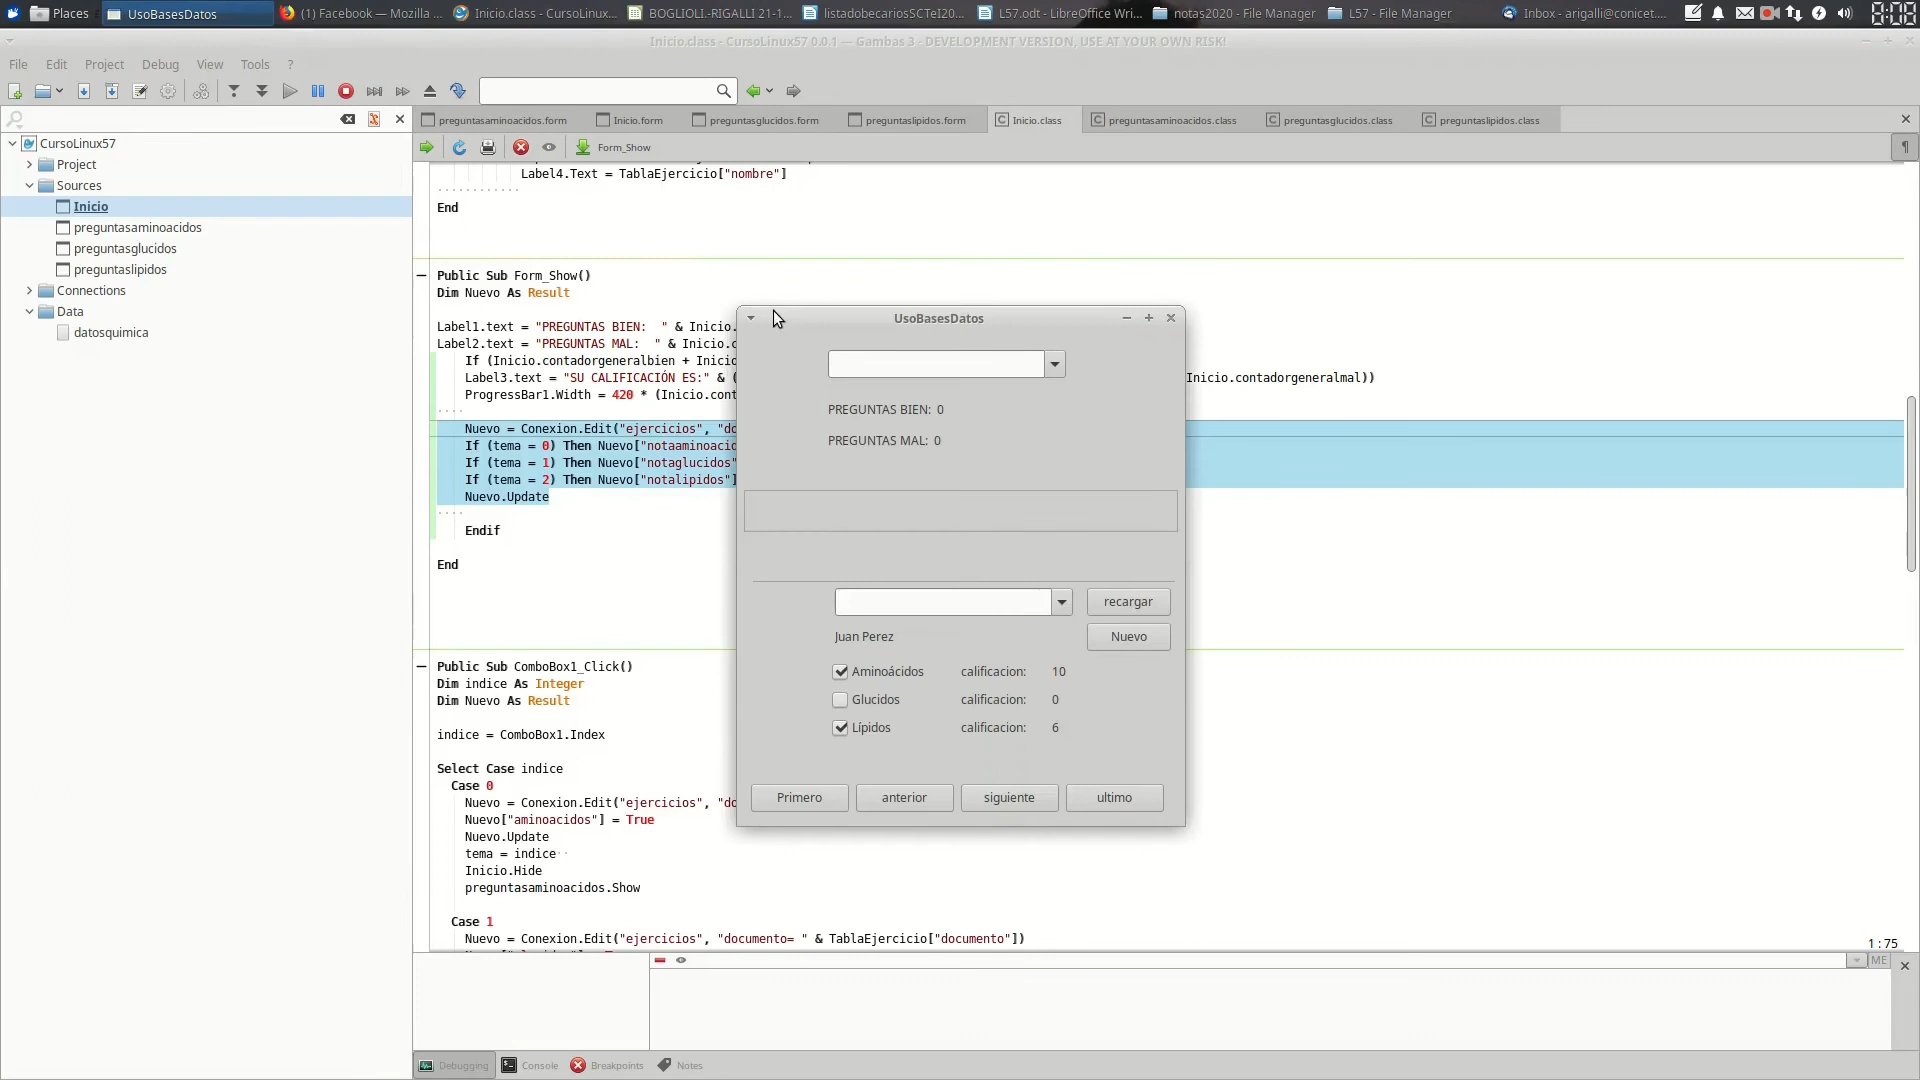 Places
UsoBasesDatos
(1) Facebook — Mozilla ...
Inicio.class - CursoLinux...
BOGLIOLI.-RIGALLI 21-1...
listadobecariosSCTeI20...
L57.odt - LibreOffice Wri...
notas2020 - File Manager
L57 - File Manager
Inbox - arigalli@conicet....
Inicio.class - CursoLinux57 0.0.1 — Gambas 3 - DEVELOPMENT VERSION, USE AT YOUR OWN RISK!
File Edit Project Debug View Tools ?
preguntasaminoacidos.form Inicio.form preguntasglucidos.form preguntaslipidos.form Inicio.class preguntasaminoacidos.class preguntasglucidos.class preguntaslipidos.class
Form_Show
CursoLinux57
Project
Sources
Inicio
preguntasaminoacidos
preguntasglucidos
preguntaslipidos
Connections
Data
datosquimica
Label4.Text = TablaEjercicio["nombre"]
End
Public Sub Form_Show()
Dim Nuevo As Result
Label1.text = "PREGUNTAS BIEN:  " & Inicio.
Label2.text = "PREGUNTAS MAL:  " & Inicio.c
If (Inicio.contadorgeneralbien + Inicio
Label3.text = "SU CALIFICACIÓN ES:" & (
Inicio.contadorgeneralmal))
ProgressBar1.Width = 420 * (Inicio.cont
Nuevo = Conexion.Edit("ejercicios", "do
If (tema = 0) Then Nuevo["notaaminoacid
If (tema = 1) Then Nuevo["notaglucidos"
If (tema = 2) Then Nuevo["notalipidos"]
Nuevo.Update
Endif
End
Public Sub ComboBox1_Click()
Dim indice As Integer
Dim Nuevo As Result
indice = ComboBox1.Index
Select Case indice
Case 0
Nuevo = Conexion.Edit("ejercicios", "do
Nuevo["aminoacidos"] = True
Nuevo.Update
tema = indice
Inicio.Hide
preguntasaminoacidos.Show
Case 1
Nuevo = Conexion.Edit("ejercicios", "documento= " & TablaEjercicio["documento"])
UsoBasesDatos
PREGUNTAS BIEN:  0
PREGUNTAS MAL:  0
recargar
Juan Perez
Nuevo
Aminoácidos calificacion: 10
Glucidos calificacion: 0
Lípidos calificacion: 6
Primero anterior siguiente ultimo
1 : 75
ME
Debugging Console Breakpoints Notes